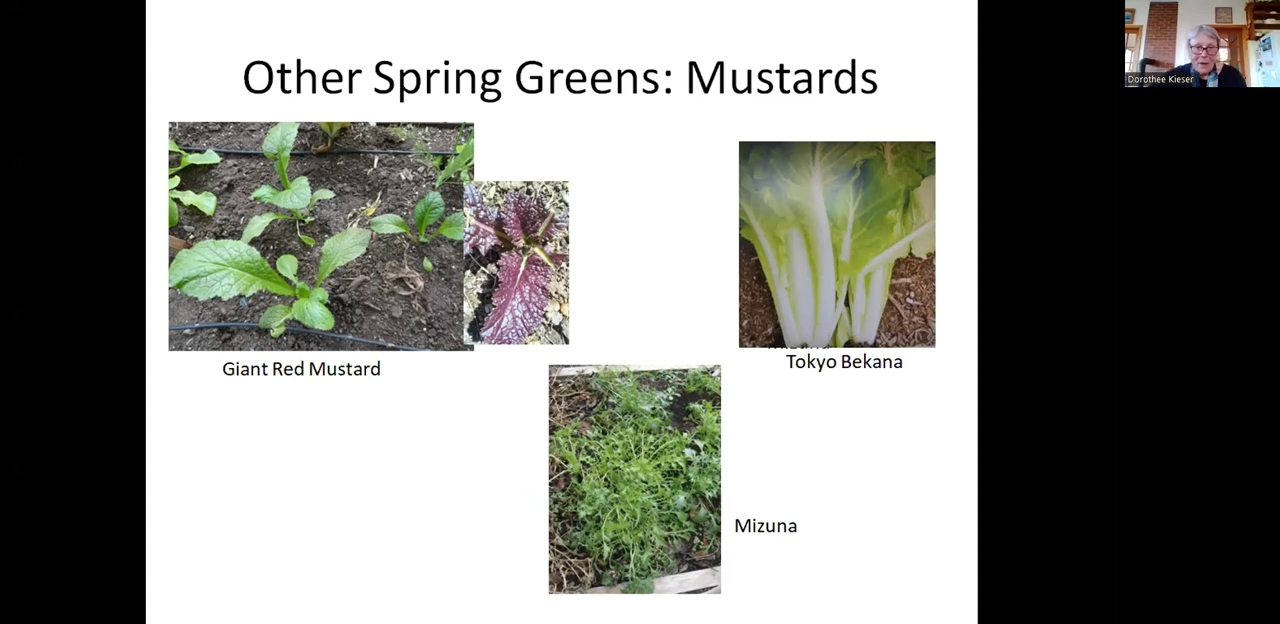 Other Spring Greens: Mustards
Dorothee Kieser
Giant Red Mustard
Tokyo Bekana
Mizuna